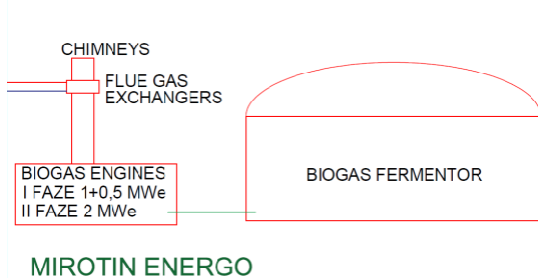 CHIMNEYS
FLUE GAS
EXCHANGERS
BIOGAS ENGINES
I FAZE 1+0,5 MWe
II FAZE 2 MWe
BIOGAS FERMENTOR
MIROTIN ENERGO